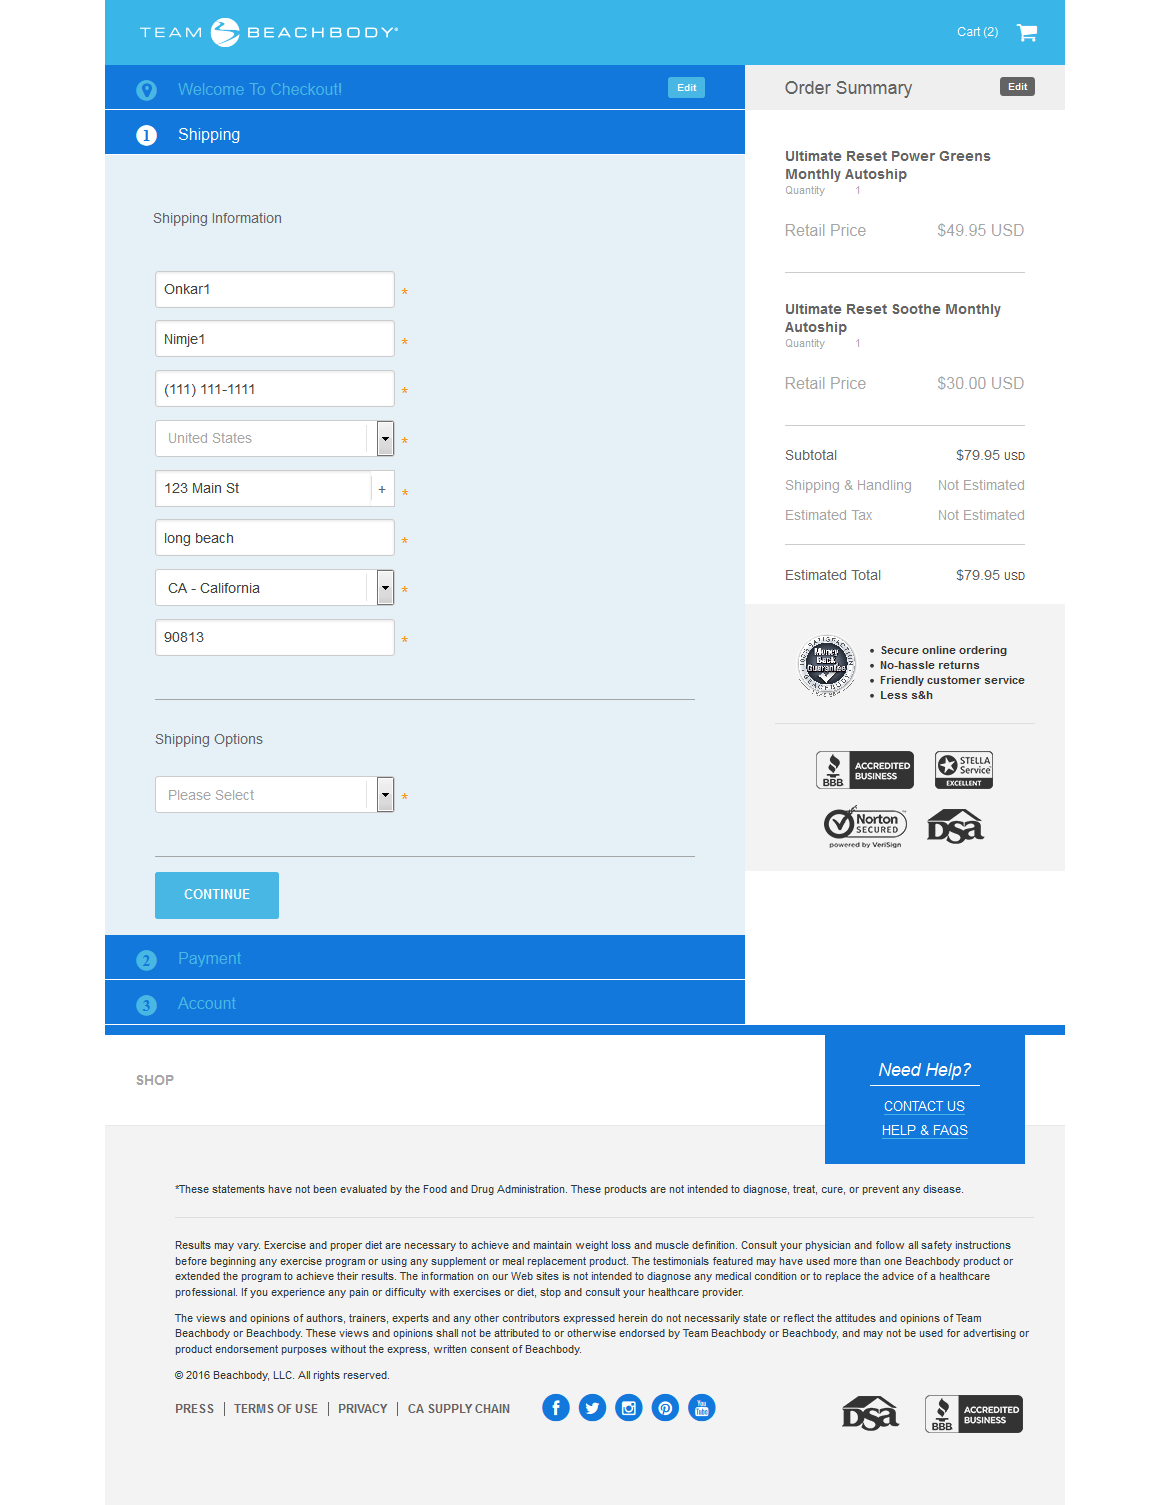 TEAM BEACHBODY®
Cart (2)
Welcome To Checkout!
Edit
1 Shipping
Shipping Information
Onkar1
*
Nimje1
*
(111) 111-1111
*
United States
*
123 Main St
+
*
long beach
*
CA - California
*
90813
*
Shipping Options
Please Select
*
CONTINUE
2 Payment
3 Account
Order Summary
Edit
Ultimate Reset Power Greens
Monthly Autoship
Quantity 1
Retail Price $49.95 USD
Ultimate Reset Soothe Monthly
Autoship
Quantity 1
Retail Price $30.00 USD
Subtotal $79.95 USD
Shipping & Handling Not Estimated
Estimated Tax Not Estimated
Estimated Total $79.95 USD
100% SATISFACTION
Money
Back
Guarantee
BEACHBODY
• Secure online ordering
• No-hassle returns
• Friendly customer service
• Less s&h
BBB
ACCREDITED
BUSINESS
STELLA
Service
EXCELLENT
Norton
SECURED
powered by VeriSign
DSA
SHOP
Need Help?
CONTACT US
HELP & FAQS
*These statements have not been evaluated by the Food and Drug Administration. These products are not intended to diagnose, treat, cure, or prevent any disease.
Results may vary. Exercise and proper diet are necessary to achieve and maintain weight loss and muscle definition. Consult your physician and follow all safety instructions
before beginning any exercise program or using any supplement or meal replacement product. The testimonials featured may have used more than one Beachbody product or
extended the program to achieve their results. The information on our Web sites is not intended to diagnose any medical condition or to replace the advice of a healthcare
professional. If you experience any pain or difficulty with exercises or diet, stop and consult your healthcare provider.
The views and opinions of authors, trainers, experts and any other contributors expressed herein do not necessarily state or reflect the attitudes and opinions of Team
Beachbody or Beachbody. These views and opinions shall not be attributed to or otherwise endorsed by Team Beachbody or Beachbody, and may not be used for advertising or
product endorsement purposes without the express, written consent of Beachbody.
© 2016 Beachbody, LLC. All rights reserved.
PRESS | TERMS OF USE | PRIVACY | CA SUPPLY CHAIN
You
Tube
DSA
BBB
ACCREDITED
BUSINESS